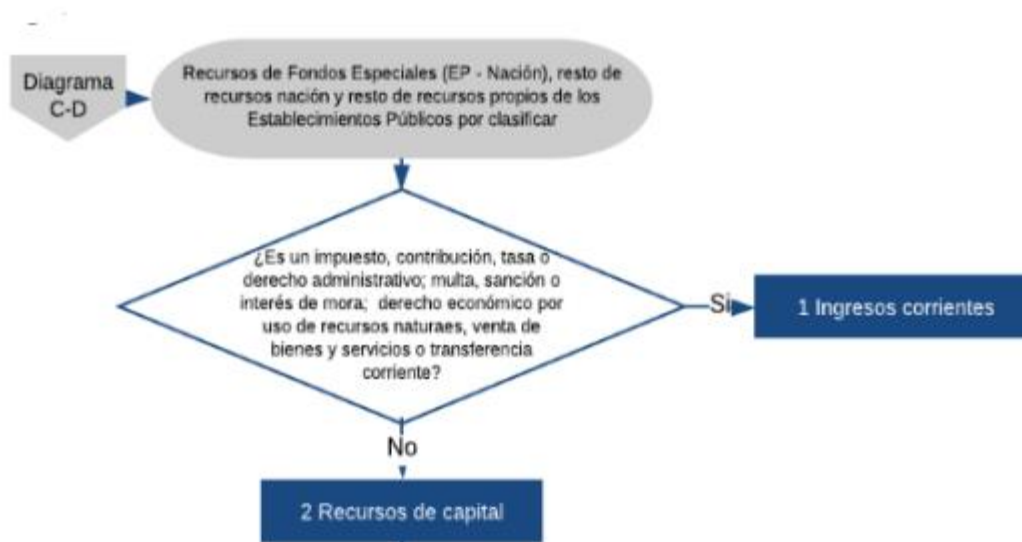 Diagrama
C-D
Recursos de Fondos Especiales (EP - Nación), resto de
recursos nación y resto de recursos propios de los
Establecimientos Públicos por clasificar
¿Es un impuesto, contribución, tasa o
derecho administrativo; multa, sanción o
interés de mora; derecho económico por
uso de recursos naturaes, venta de
bienes y servicios o transferencia
corriente?
Si
1 Ingresos corrientes
No
2 Recursos de capital